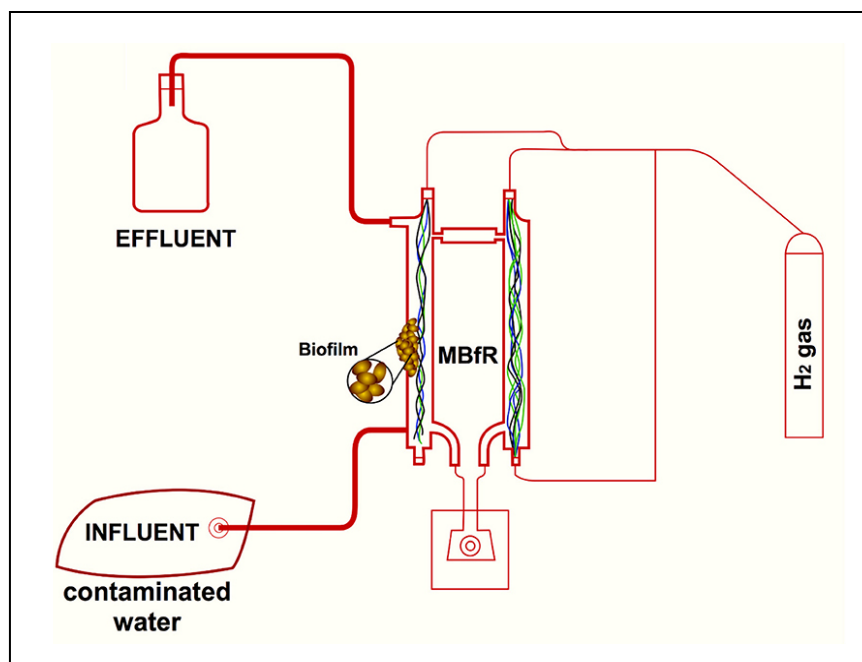 EFFLUENT
Biofilm
MBfR
H2 gas
INFLUENT
contaminated
water